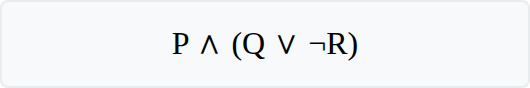 P ∧ (Q ∨ ¬R)